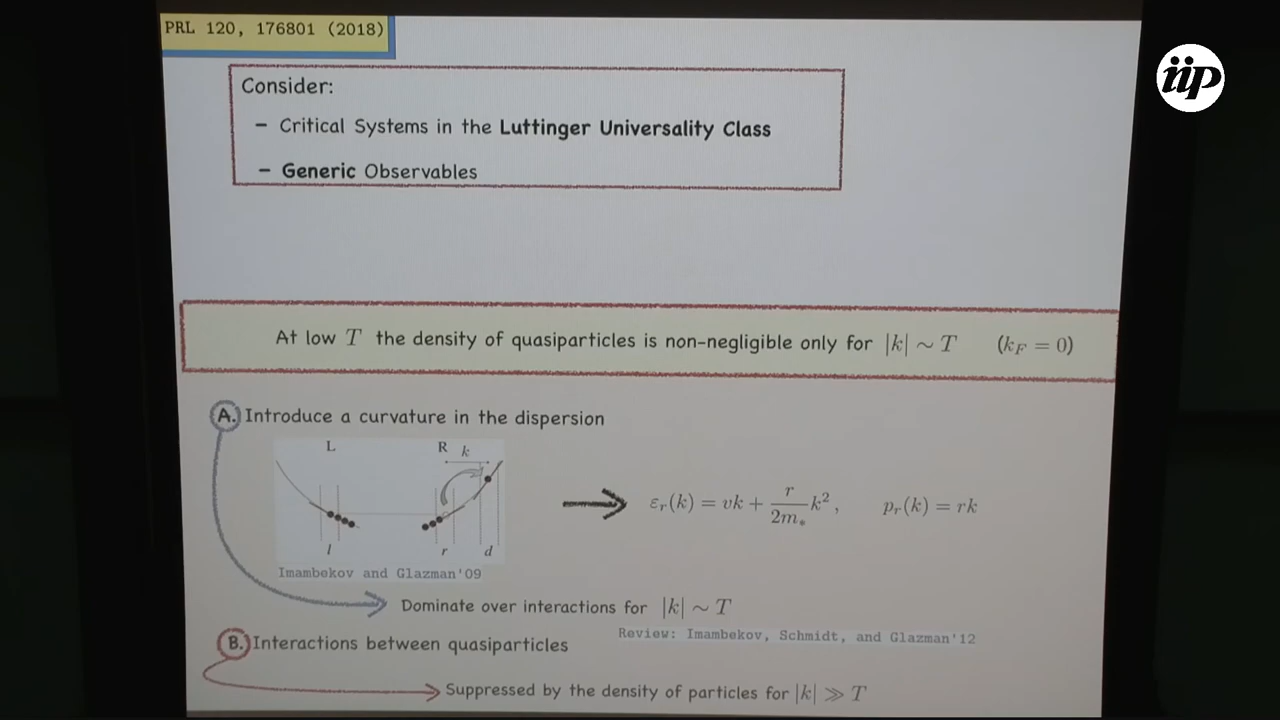 PRL 120, 176801 (2018)
iip
Consider:
– Critical Systems in the Luttinger Universality Class
– Generic Observables
At low T the density of quasiparticles is non-negligible only for |k| ∼ T (k_F = 0)
A. Introduce a curvature in the dispersion
L R k
ε_r(k) = vk + r/2m_* k², p_r(k) = rk
l r d
Imambekov and Glazman'09
Dominate over interactions for |k| ∼ T
Review: Imambekov, Schmidt, and Glazman'12
B. Interactions between quasiparticles
Suppressed by the density of particles for |k| ≫ T